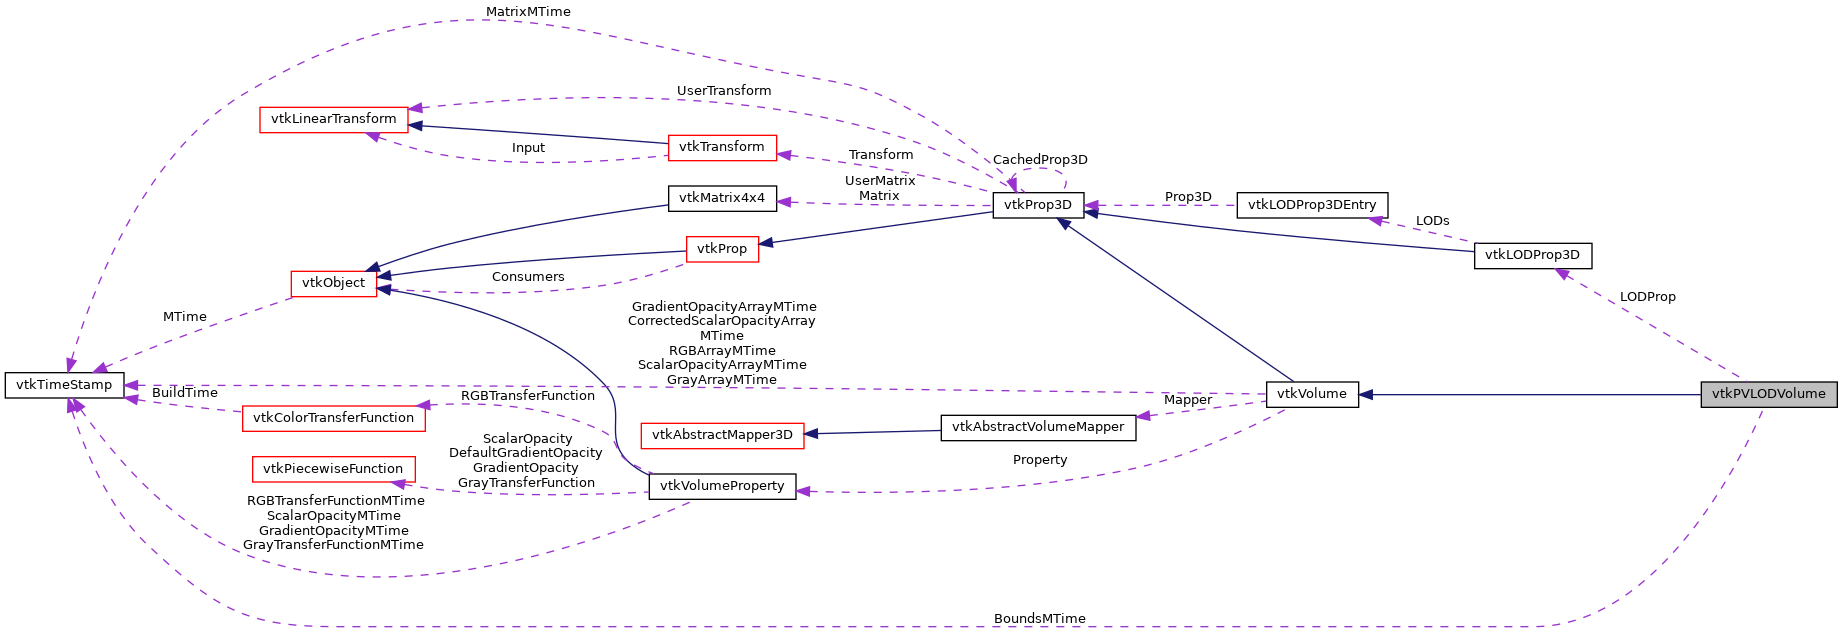 MatrixMTime
UserTransform
vtkLinearTransform
vtkTransform
Input
Transform
CachedProp3D
UserMatrix
Matrix
vtkMatrix4x4
vtkProp3D
Prop3D
vtkLODProp3DEntry
LODs
vtkProp
vtkLODProp3D
Consumers
vtkObject
LODProp
MTime
GradientOpacityArrayMTime
CorrectedScalarOpacityArray
MTime
RGBArrayMTime
ScalarOpacityArrayMTime
GrayArrayMTime
vtkTimeStamp
BuildTime
RGBTransferFunction
vtkVolume
vtkPVLODVolume
Mapper
vtkColorTransferFunction
vtkAbstractVolumeMapper
vtkAbstractMapper3D
ScalarOpacity
DefaultGradientOpacity
GradientOpacity
GrayTransferFunction
Property
vtkPiecewiseFunction
vtkVolumeProperty
RGBTransferFunctionMTime
ScalarOpacityMTime
GradientOpacityMTime
GrayTransferFunctionMTime
BoundsMTime